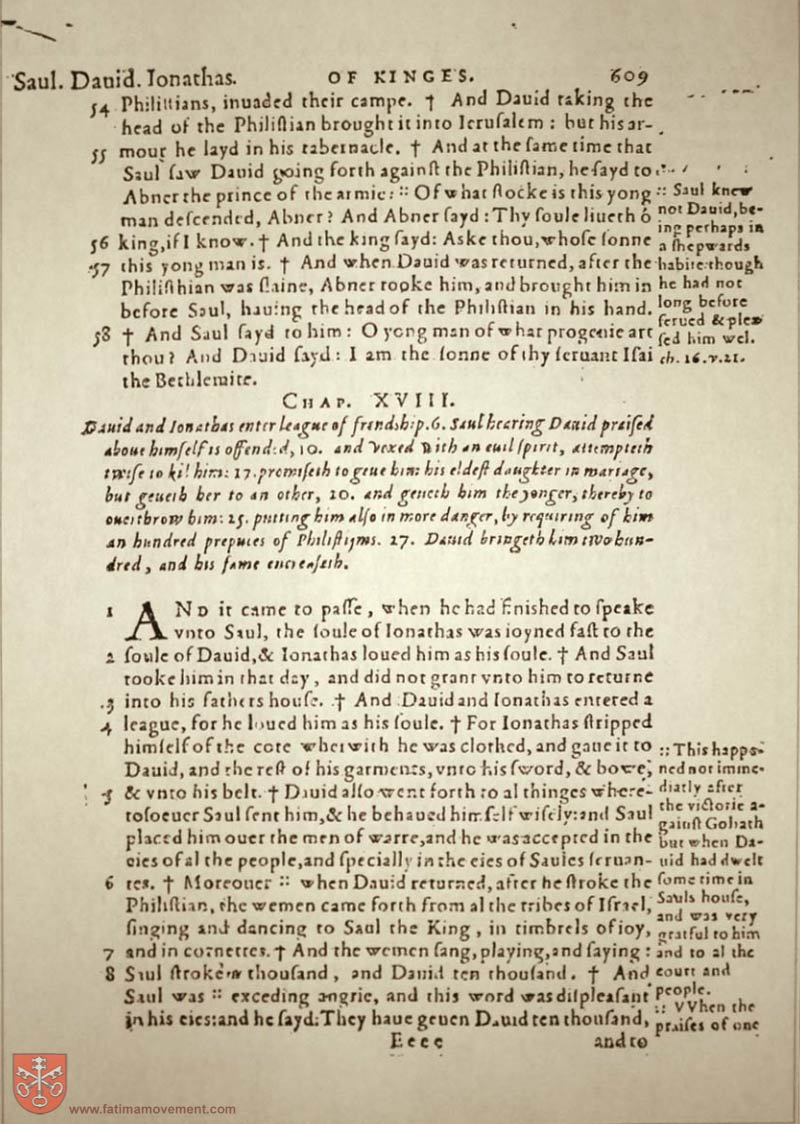 Saul. Dauid. Ionathas. OF KINGES. 609
54 Philistians, inuaded their campe. † And Dauid taking the
head of the Philistian brought it into Ierusalem : but his ar-
55 mour he layd in his tabernacle. † And at the same time that
Saul saw Dauid going forth against the Philistian, he sayd to
Abner the prince of the armie: :: Of what stocke is this yong
man descended, Abner? And Abner sayd : Thy soule liueth ô
56 king, if I know. † And the king sayd: Aske thou, whose sonne
57 this yong man is. † And when Dauid was returned, after the
Philisthian was slaine, Abner tooke him, and brought him in
before Saul, hauing the head of the Philistian in his hand.
58 † And Saul sayd to him : O yong man of what progenie art
thou? And Dauid sayd : I am the sonne of thy seruant Isai
the Bethlemite.
:: Saul knew
not Dauid, be-
ing perhaps in
a shepwards
habite: though
he had not
long before
serued & plea
sed him wel.
ch. 16. v. 21.
CHAP. XVIII.
Dauid and Ionathas enter league of frendship. 6. Saul hearing Dauid praised
aboue himself is offended, 10. and vexed with an euil spirit, attempteth
twise to kil him: 17. promiseth to geue him his eldest daughter in mariage,
but geueth her to an other, 20. and geueth him the yonger, therby to
ouerthrow him: 25. putting him also in more danger, by requiring of him
an hundred prepuces of Philistijms. 27. Dauid bringeth him two hun-
dred, and his fame encreaseth.
1 AND it came to passe, when he had finished to speake
vnto Saul, the soule of Ionathas was ioyned fast to the
2 soule of Dauid, & Ionathas loued him as his soule. † And Saul
tooke him in that day, and did not grant vnto him to returne
3 into his fathers house. † And Dauid and Ionathas entered a
4 league, for he loued him as his soule. † For Ionathas stripped
himself of the cote wherwith he was clothed, and gaue it to
Dauid, and the rest of his garments, vnto his sword, & bowe,
5 & vnto his belt. † Dauid also went forth to al thinges where-
tosoeuer Saul sent him, & he behaued himself wisely: and Saul
placed him ouer the men of warre, and he was accepted in the
eies of al the people, and specially in the eies of Saules seruan-
6 tes. † Moreouer :: when Dauid returned, after he stroke the
Philistian, the wemen came forth from al the tribes of Israel,
singing and dancing to Saul the King, in timbrels of ioy,
7 and in cornettes. † And the wemen sang, playing, and saying :
8 Saul stroke a thousand, and Dauid ten thousand. † And
Saul was :: exceding angrie, and this word was displeasant
in his eies: and he sayd: They haue geuen Dauid ten thousand,
:: This happe-
ned not imme-
diatly after
the victorie a-
gainst Goliath
but when Da-
uid had dwelt
some time in
Sauls house,
and was very
gratful to him
and to al the
court and
people.
:: When the
praises of one
Eeee and to
www.fatimamovement.com